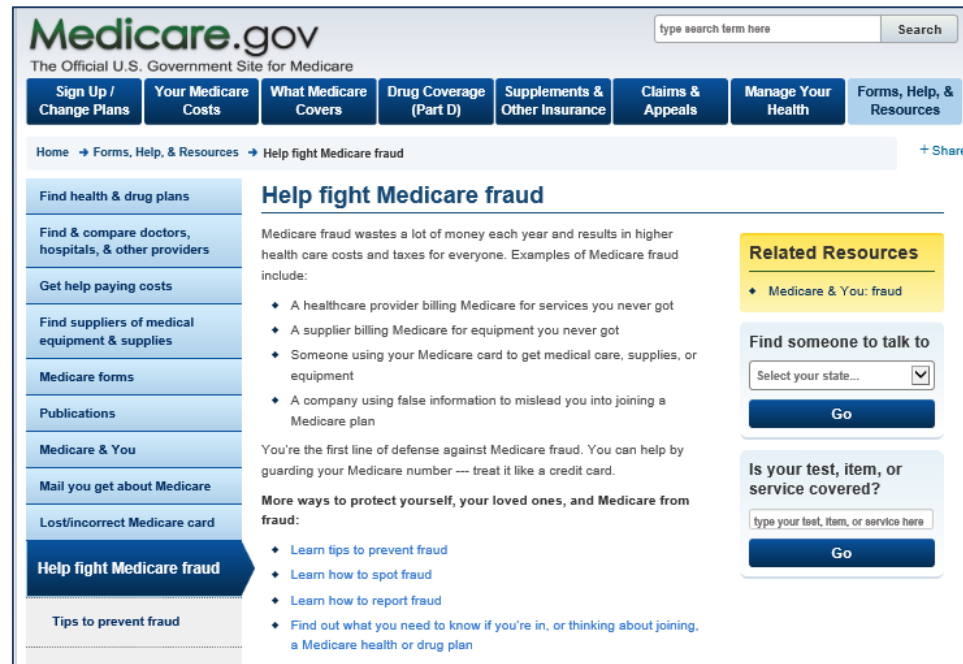 Medicare.gov
The Official U.S. Government Site for Medicare
type search term here
Search
Sign Up /
Change Plans
Your Medicare
Costs
What Medicare
Covers
Drug Coverage
(Part D)
Supplements &
Other Insurance
Claims &
Appeals
Manage Your
Health
Forms, Help, &
Resources
Home → Forms, Help, & Resources → Help fight Medicare fraud
+ Share
Find health & drug plans
Find & compare doctors,
hospitals, & other providers
Get help paying costs
Find suppliers of medical
equipment & supplies
Medicare forms
Publications
Medicare & You
Mail you get about Medicare
Lost/incorrect Medicare card
Help fight Medicare fraud
Tips to prevent fraud
Help fight Medicare fraud
Medicare fraud wastes a lot of money each year and results in higher
health care costs and taxes for everyone. Examples of Medicare fraud
include:
A healthcare provider billing Medicare for services you never got
A supplier billing Medicare for equipment you never got
Someone using your Medicare card to get medical care, supplies, or
equipment
A company using false information to mislead you into joining a
Medicare plan
You're the first line of defense against Medicare fraud. You can help by
guarding your Medicare number --- treat it like a credit card.
More ways to protect yourself, your loved ones, and Medicare from
fraud:
Learn tips to prevent fraud
Learn how to spot fraud
Learn how to report fraud
Find out what you need to know if you're in, or thinking about joining,
a Medicare health or drug plan
Related Resources
Medicare & You: fraud
Find someone to talk to
Select your state...
Go
Is your test, item, or
service covered?
type your test, item, or service here
Go